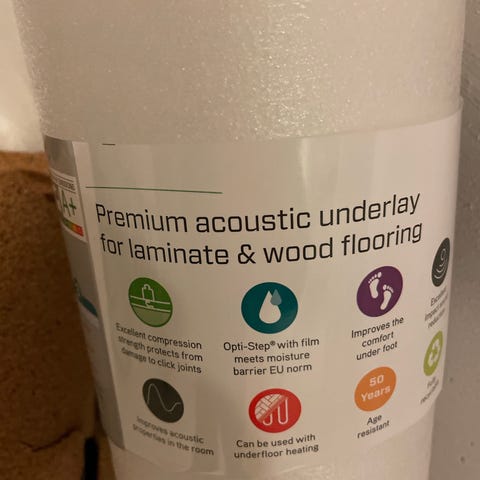 A+
Premium acoustic underlay
for laminate & wood flooring
Excellent compression
strength protects from
damage to click joints
Opti-Step® with film
meets moisture
barrier EU norm
Improves the
comfort
under foot
Improves acoustic
properties in the room
Can be used with
underfloor heating
50
Years
Age
resistant